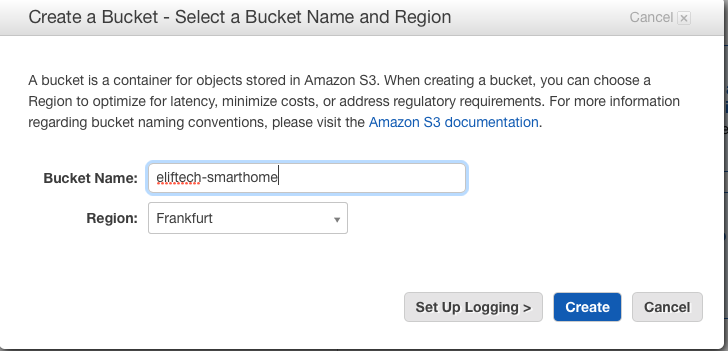 Create a Bucket - Select a Bucket Name and Region Cancel x
A bucket is a container for objects stored in Amazon S3. When creating a bucket, you can choose a
Region to optimize for latency, minimize costs, or address regulatory requirements. For more information
regarding bucket naming conventions, please visit the Amazon S3 documentation.
Bucket Name: eliftech-smarthome
Region: Frankfurt
Set Up Logging > Create Cancel